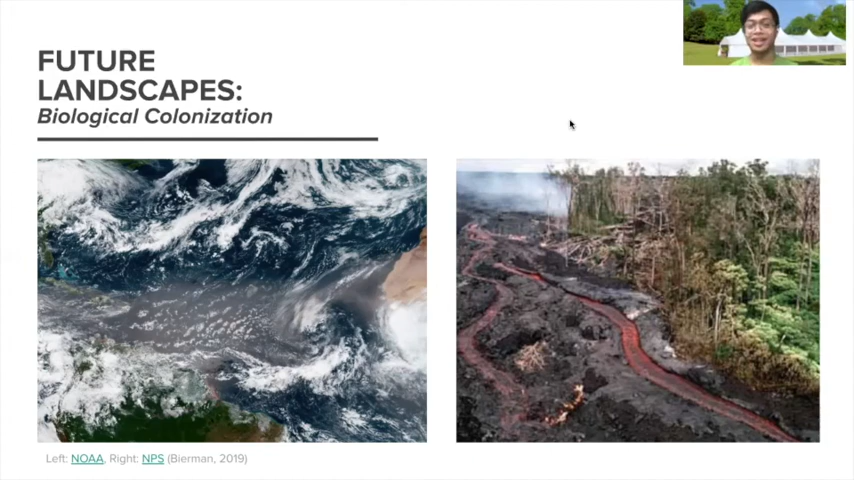 FUTURE
LANDSCAPES:
Biological Colonization
Left: NOAA, Right: NPS (Bierman, 2019)